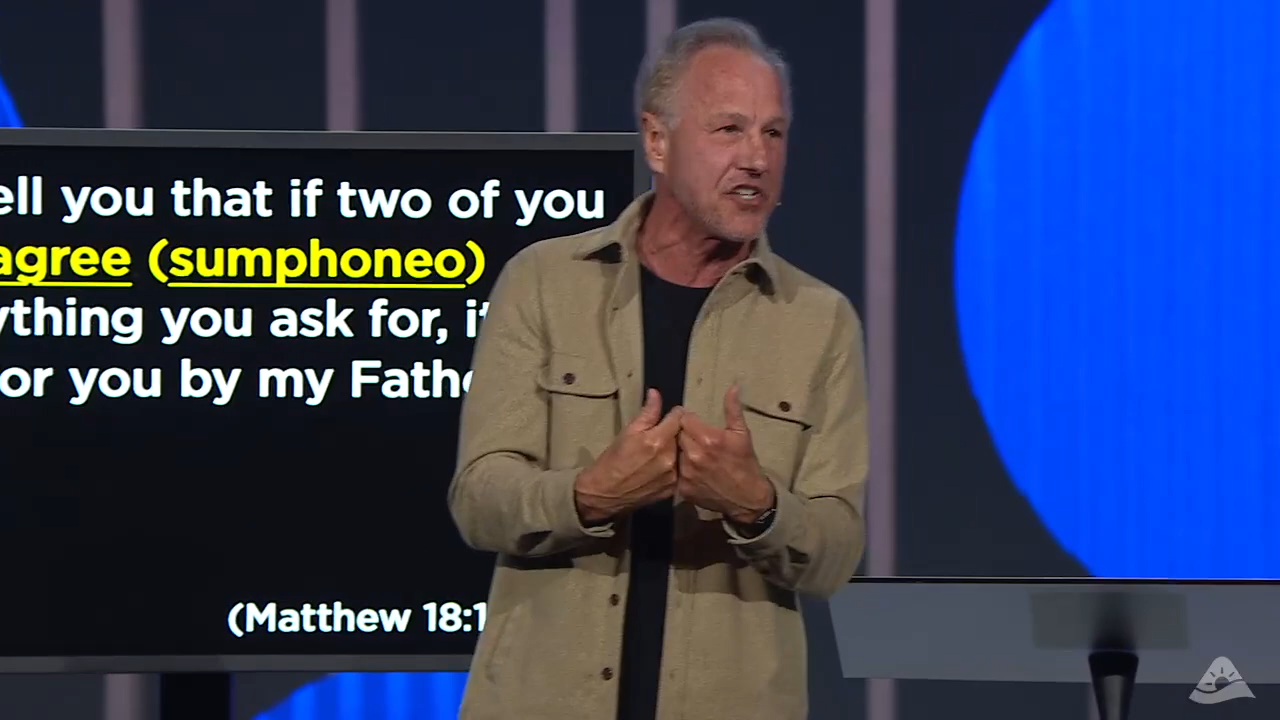 ell you that if two of you
agree (sumphoneo)
ything you ask for, it
or you by my Fathe
(Matthew 18:1